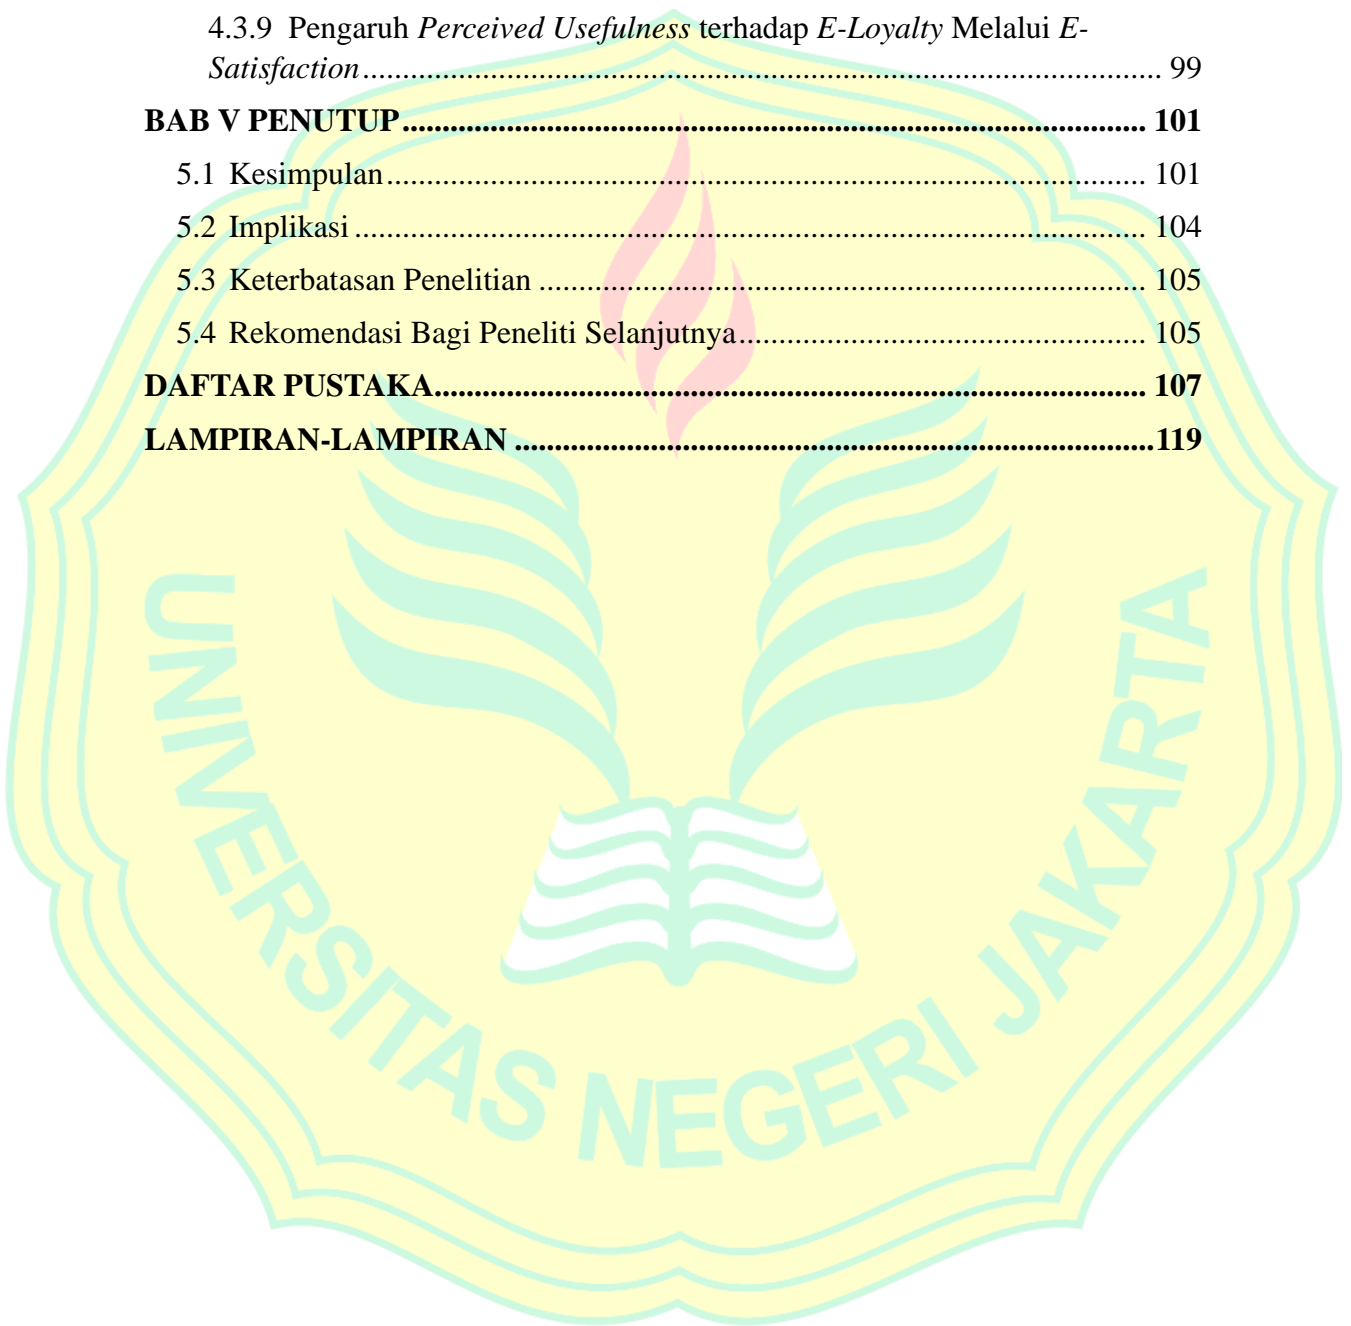 4.3.9 Pengaruh Perceived Usefulness terhadap E-Loyalty Melalui E-
Satisfaction.................................................................................................... 99
BAB V PENUTUP............................................................................................. 101
5.1 Kesimpulan............................................................................................... 101
5.2 Implikasi ................................................................................................... 104
5.3 Keterbatasan Penelitian ............................................................................ 105
5.4 Rekomendasi Bagi Peneliti Selanjutnya................................................... 105
DAFTAR PUSTAKA......................................................................................... 107
LAMPIRAN-LAMPIRAN ................................................................................119
UNIVERSITAS NEGERI JAKARTA